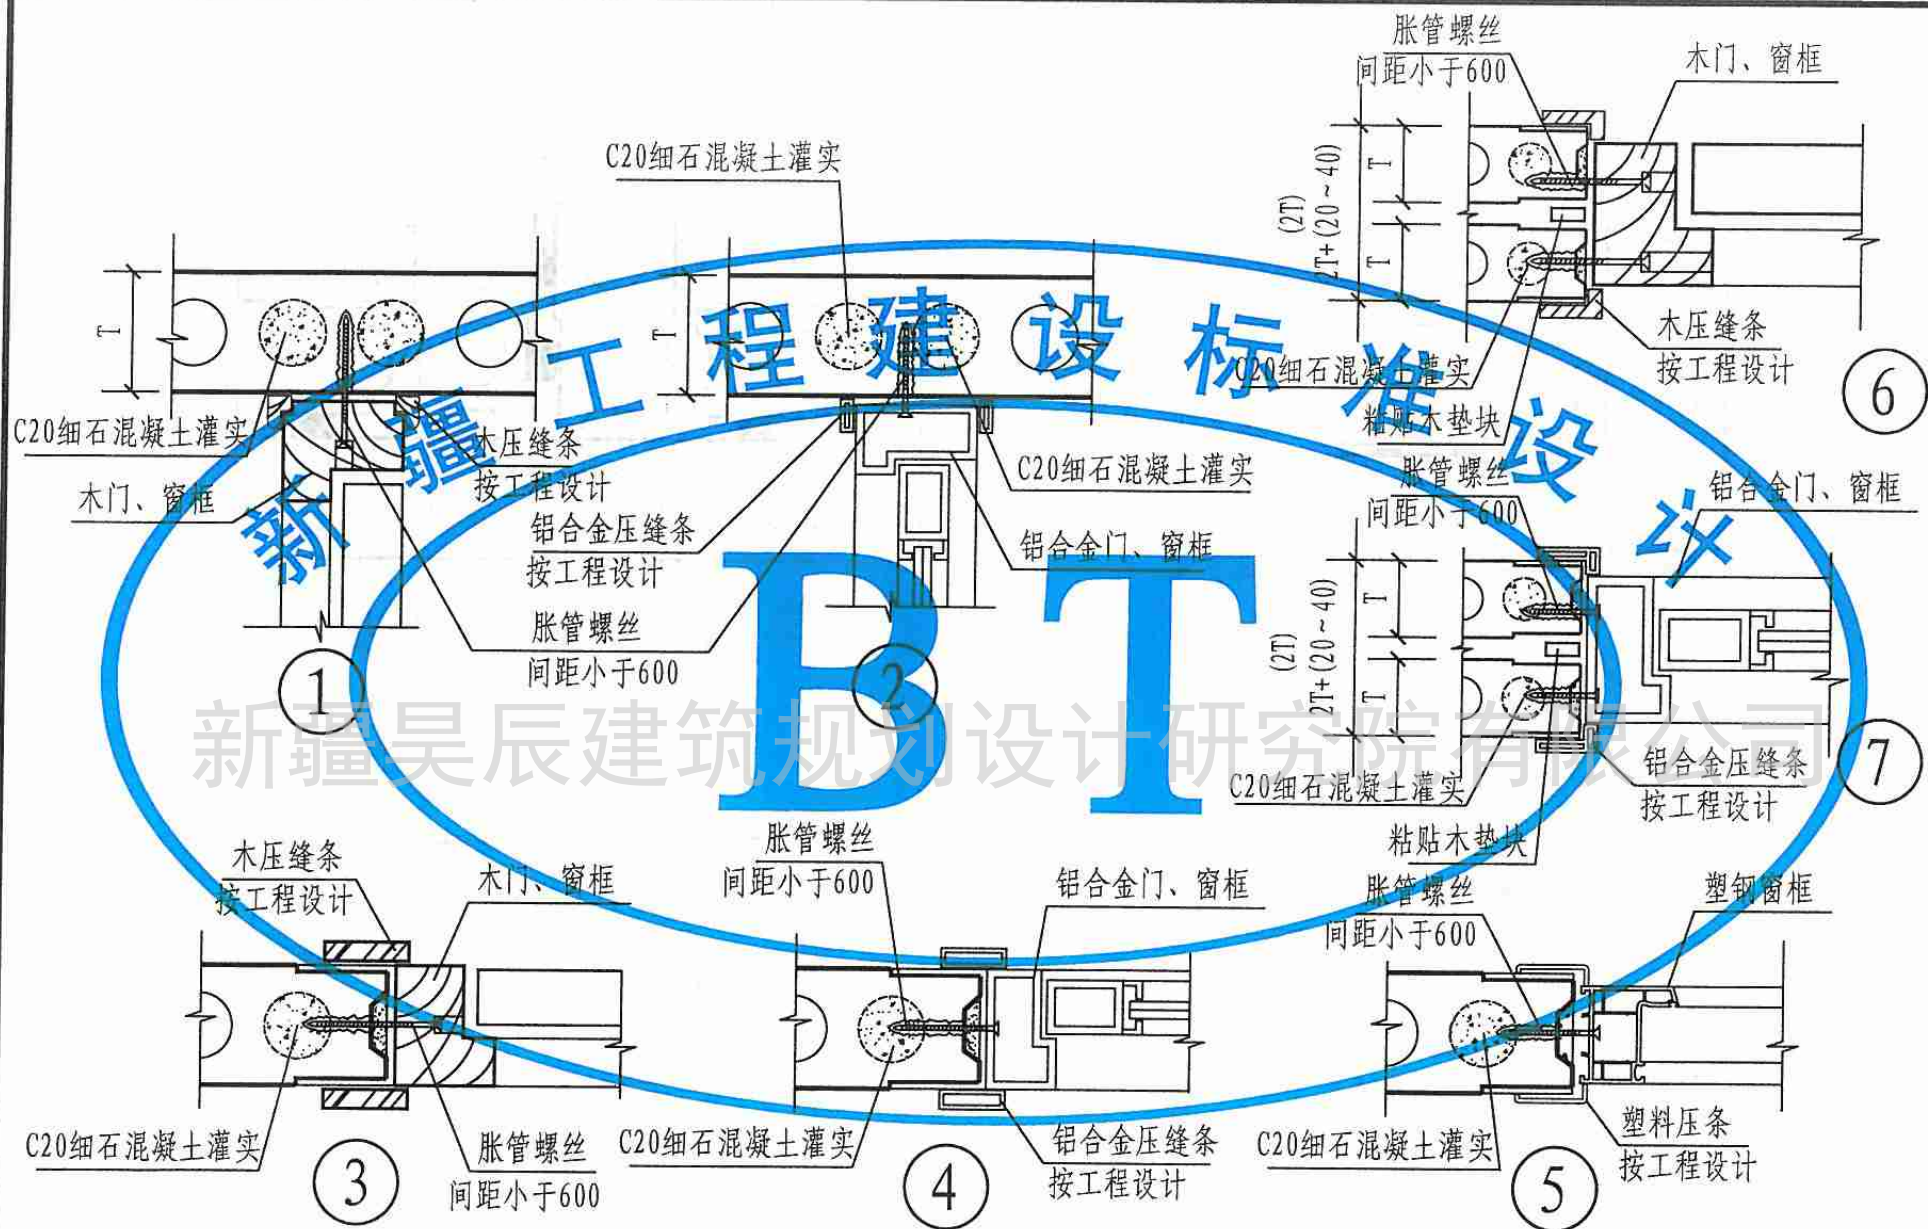 胀管螺丝
间距小于600
木门、窗框
C20细石混凝土灌实
T
T
(2T)
2T+(20~40)
T
T
木压缝条
按工程设计
C20细石混凝土灌实
粘贴木垫块
⑥
C20细石混凝土灌实
木压缝条
按工程设计
木门、窗框
①
C20细石混凝土灌实
铝合金压缝条
按工程设计
铝合金门、窗框
胀管螺丝
间距小于600
②
胀管螺丝
间距小于600
铝合金门、窗框
(2T)
2T+(20~40)
T
T
C20细石混凝土灌实
铝合金压缝条
按工程设计
粘贴木垫块
⑦
新疆工程建设标准设计
BT
新疆昊辰建筑规划设计研究院有限公司
木压缝条
按工程设计
木门、窗框
C20细石混凝土灌实
胀管螺丝
间距小于600
③
胀管螺丝
间距小于600
铝合金门、窗框
C20细石混凝土灌实
铝合金压缝条
按工程设计
④
胀管螺丝
间距小于600
塑钢窗框
C20细石混凝土灌实
塑料压条
按工程设计
⑤